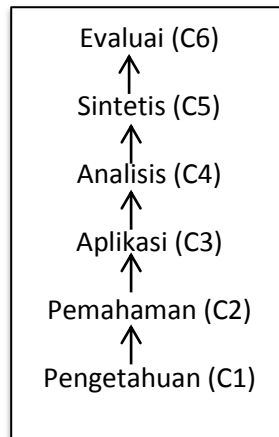 Evaluai (C6)
Sintetis (C5)
Analisis (C4)
Aplikasi (C3)
Pemahaman (C2)
Pengetahuan (C1)